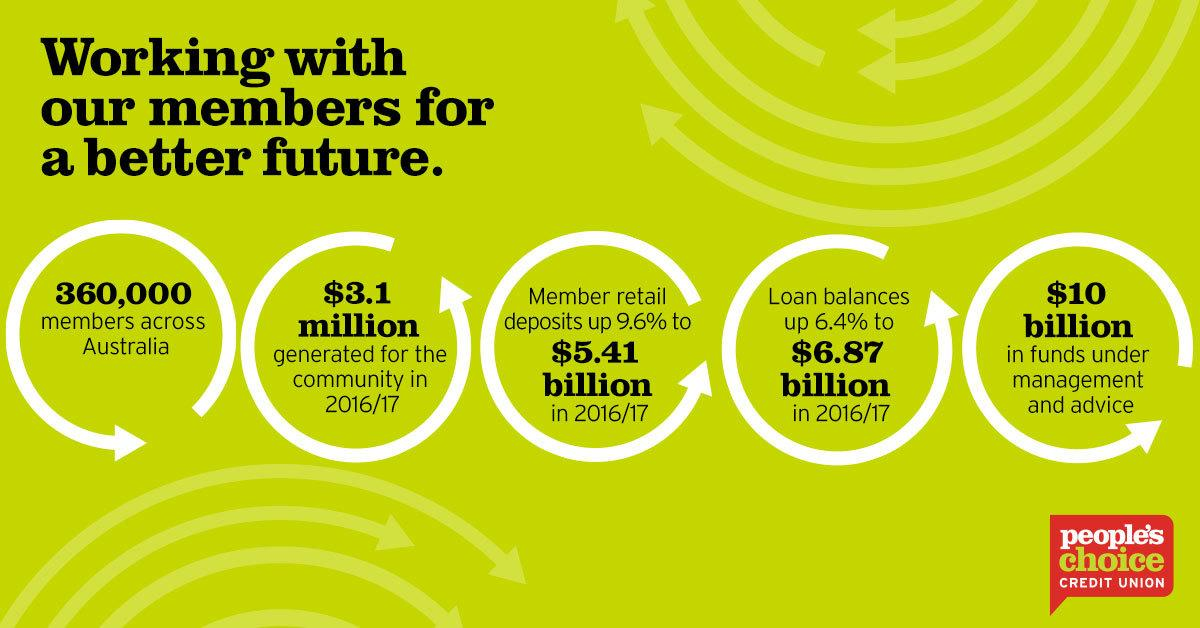 Working with
our members for
a better future.
360,000
members across
Australia
$3.1
million
generated for the
community in
2016/17
Member retail
deposits up 9.6% to
$5.41
billion
in 2016/17
Loan balances
up 6.4% to
$6.87
billion
in 2016/17
$10
billion
in funds under
management
and advice
people's
choice
CREDIT UNION